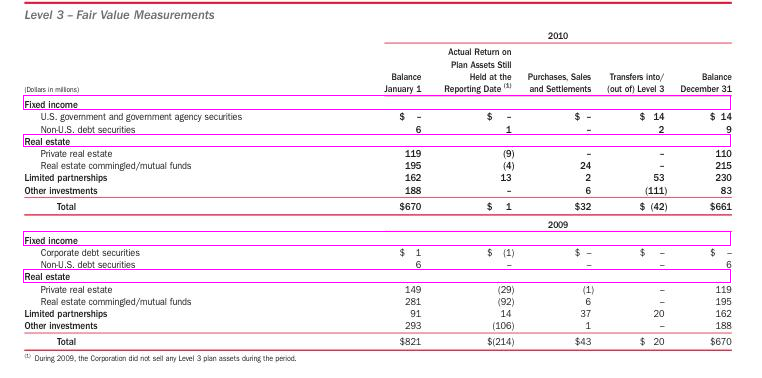 Level 3 – Fair Value Measurements
2010
Actual Return on
Plan Assets Still
Balance Held at the Purchases, Sales Transfers into/ Balance
(Dollars in millions) January 1 Reporting Date (1) and Settlements (out of) Level 3 December 31
Fixed income
U.S. government and government agency securities $ – $ – $ – $ 14 $ 14
Non-U.S. debt securities 6 1 – 2 9
Real estate
Private real estate 119 (9) – – 110
Real estate commingled/mutual funds 195 (4) 24 – 215
Limited partnerships 162 13 2 53 230
Other investments 188 – 6 (111) 83
Total $670 $ 1 $32 $ (42) $661
2009
Fixed income
Corporate debt securities $ 1 $ (1) $ – $ – $ –
Non-U.S. debt securities 6 – – – 6
Real estate
Private real estate 149 (29) (1) – 119
Real estate commingled/mutual funds 281 (92) 6 – 195
Limited partnerships 91 14 37 20 162
Other investments 293 (106) 1 – 188
Total $821 $(214) $43 $ 20 $670
(1) During 2009, the Corporation did not sell any Level 3 plan assets during the period.